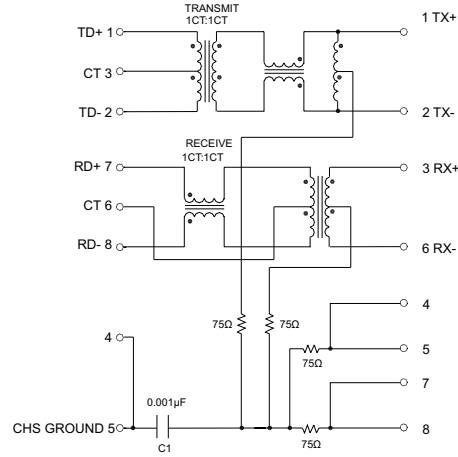 TRANSMIT
1CT:1CT
TD+ 1
1 TX+
CT 3
TD- 2
2 TX-
RECEIVE
1CT:1CT
RD+ 7
3 RX+
CT 6
RD- 8
6 RX-
75Ω
75Ω
4
4
5
75Ω
7
0.001µF
CHS GROUND 5
8
C1
75Ω